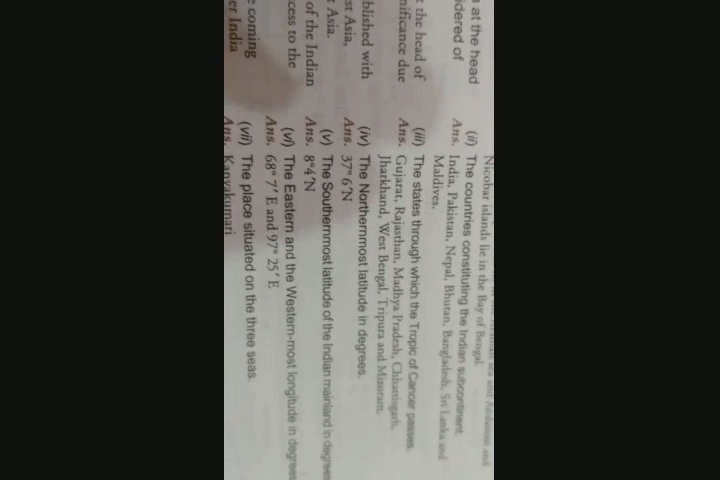 s at the head
idered of
t the head of
nificance due
blished with
st Asia,
t Asia.
of the Indian
ccess to the
e coming
er India
Nicobar islands lie in the Bay of Bengal.
(ii) The countries constituting the Indian subcontinent.
Ans. India, Pakistan, Nepal, Bhutan, Bangladesh, Sri Lanka and
Maldives.
(iii) The states through which the Tropic of Cancer passes.
Ans. Gujarat, Rajasthan, Madhya Pradesh, Chhattisgarh,
Jharkhand, West Bengal, Tripura and Mizoram.
(iv) The Northernmost latitude in degrees.
Ans. 37° 6'N
(v) The Southernmost latitude of the Indian mainland in degrees
Ans. 8°4'N
(vi) The Eastern and the Western-most longitude in degrees
Ans. 68° 7' E and 97° 25' E
(vii) The place situated on the three seas.
Ans. Kanyakumari